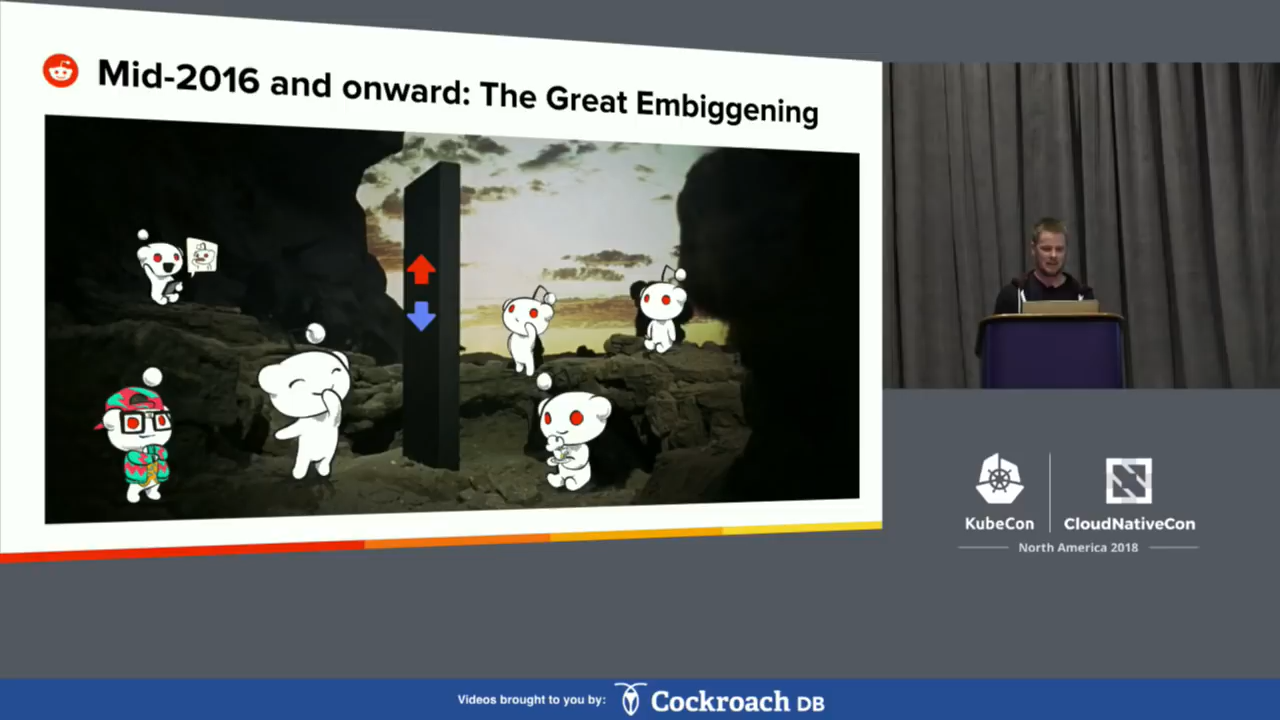 Mid-2016 and onward: The Great Embiggening
KubeCon
CloudNativeCon
North America 2018
Videos brought to you by:
Cockroach DB